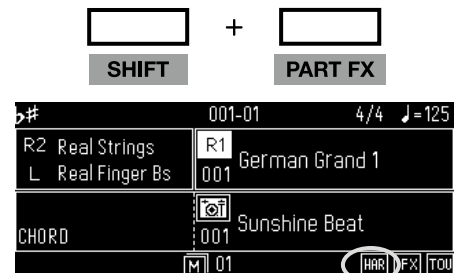 +
SHIFT PART FX
♭♯ 001-01 4/4 ♩=125
R2 Real Strings R1
L Real Finger Bs 001 German Grand 1
CHORD 001 Sunshine Beat
M 01 HAR FX TOU